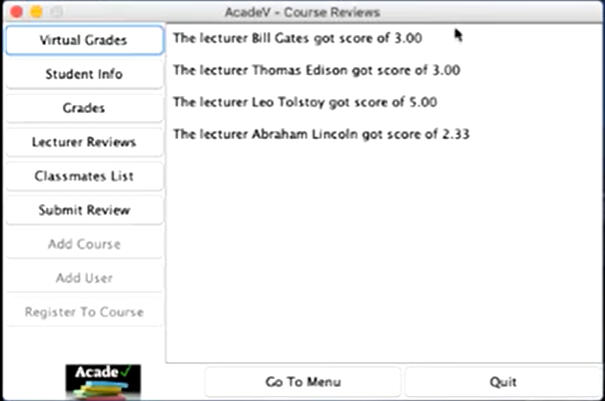 AcadeV - Course Reviews
Virtual Grades
Student Info
Grades
Lecturer Reviews
Classmates List
Submit Review
Add Course
Add User
Register To Course
The lecturer Bill Gates got score of 3.00
The lecturer Thomas Edison got score of 3.00
The lecturer Leo Tolstoy got score of 5.00
The lecturer Abraham Lincoln got score of 2.33
Acade✓
Go To Menu
Quit